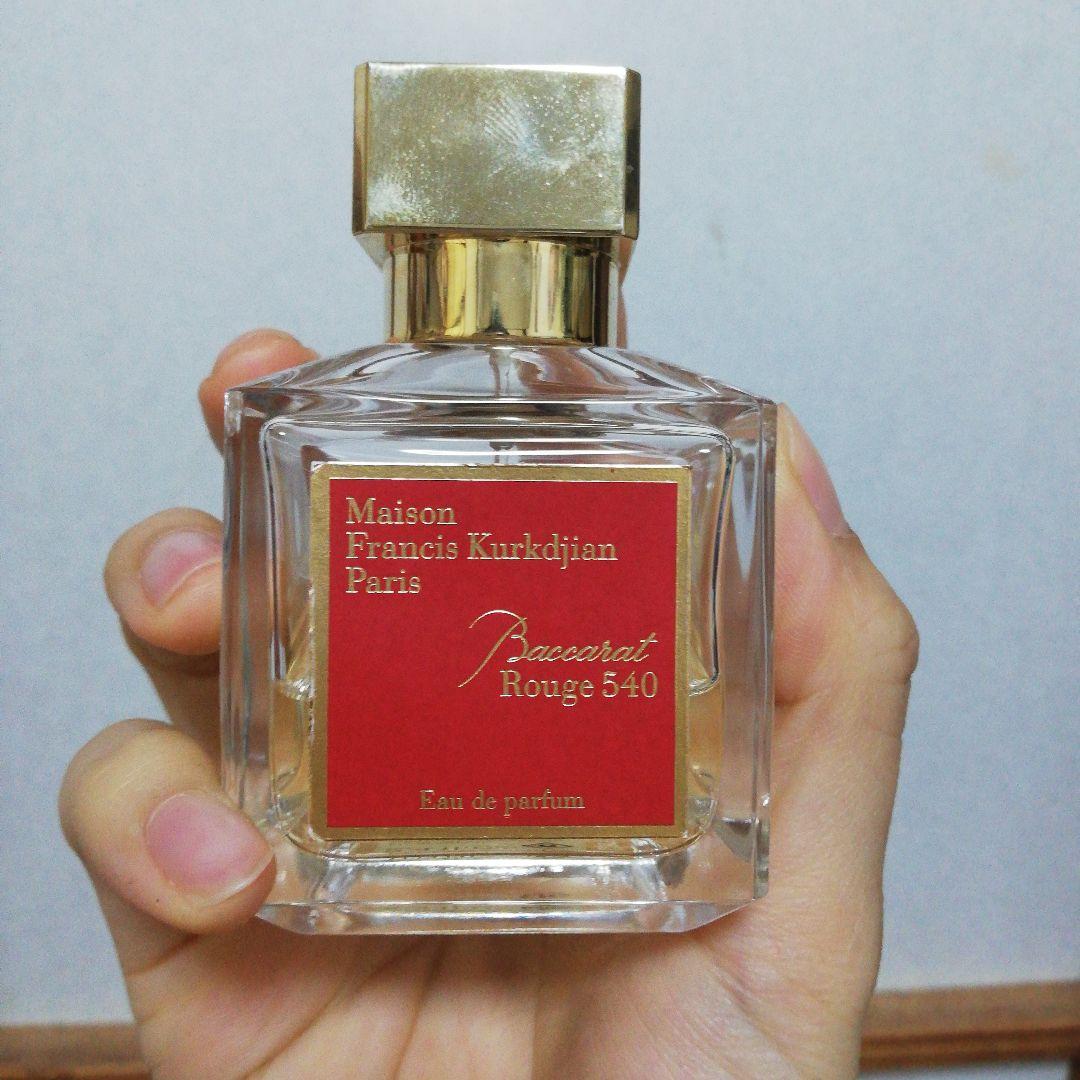 Maison
Francis Kurkdjian
Paris
Baccarat
Rouge 540
Eau de parfum